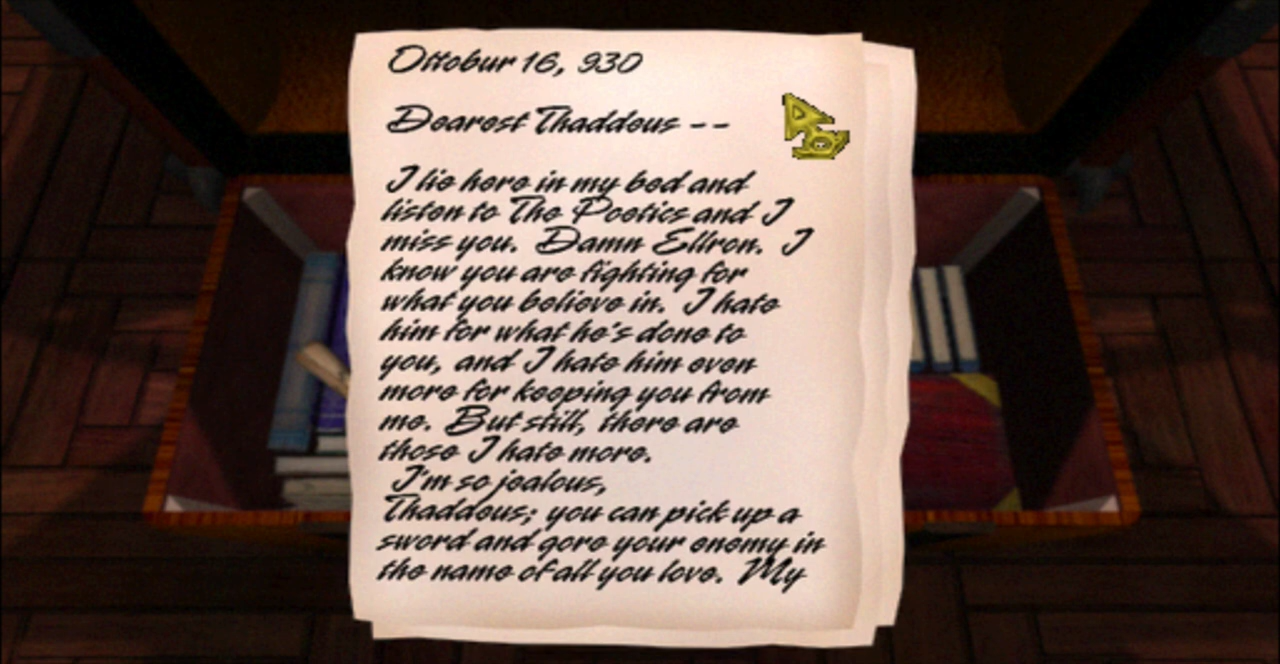 Ottobur 16, 930
Dearest Thaddeus --
I lie here in my bed and
listen to The Poetics and I
miss you.  Damn Ellron.  I
know you are fighting for
what you believe in.  I hate
him for what he's done to
you, and I hate him even
more for keeping you from
me.  But still, there are
those I hate more.
I'm so jealous,
Thaddeus; you can pick up a
sword and gore your enemy in
the name of all you love.  My